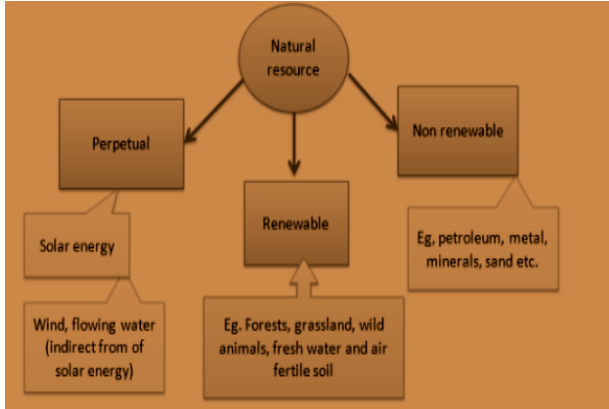 Natural
resource
Perpetual
Non renewable
Renewable
Solar energy
Eg, petroleum, metal,
minerals, sand etc.
Wind, flowing water
(indirect from of
solar energy)
Eg. Forests, grassland, wild
animals, fresh water and air
fertile soil